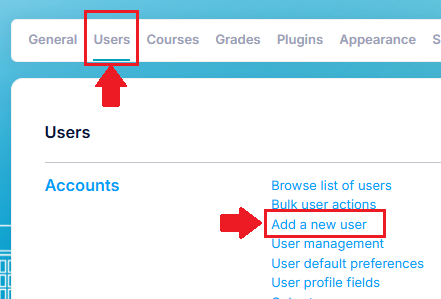 General Users Courses Grades Plugins Appearance S
Users
Accounts
Browse list of users
Bulk user actions
Add a new user
User management
User default preferences
User profile fields